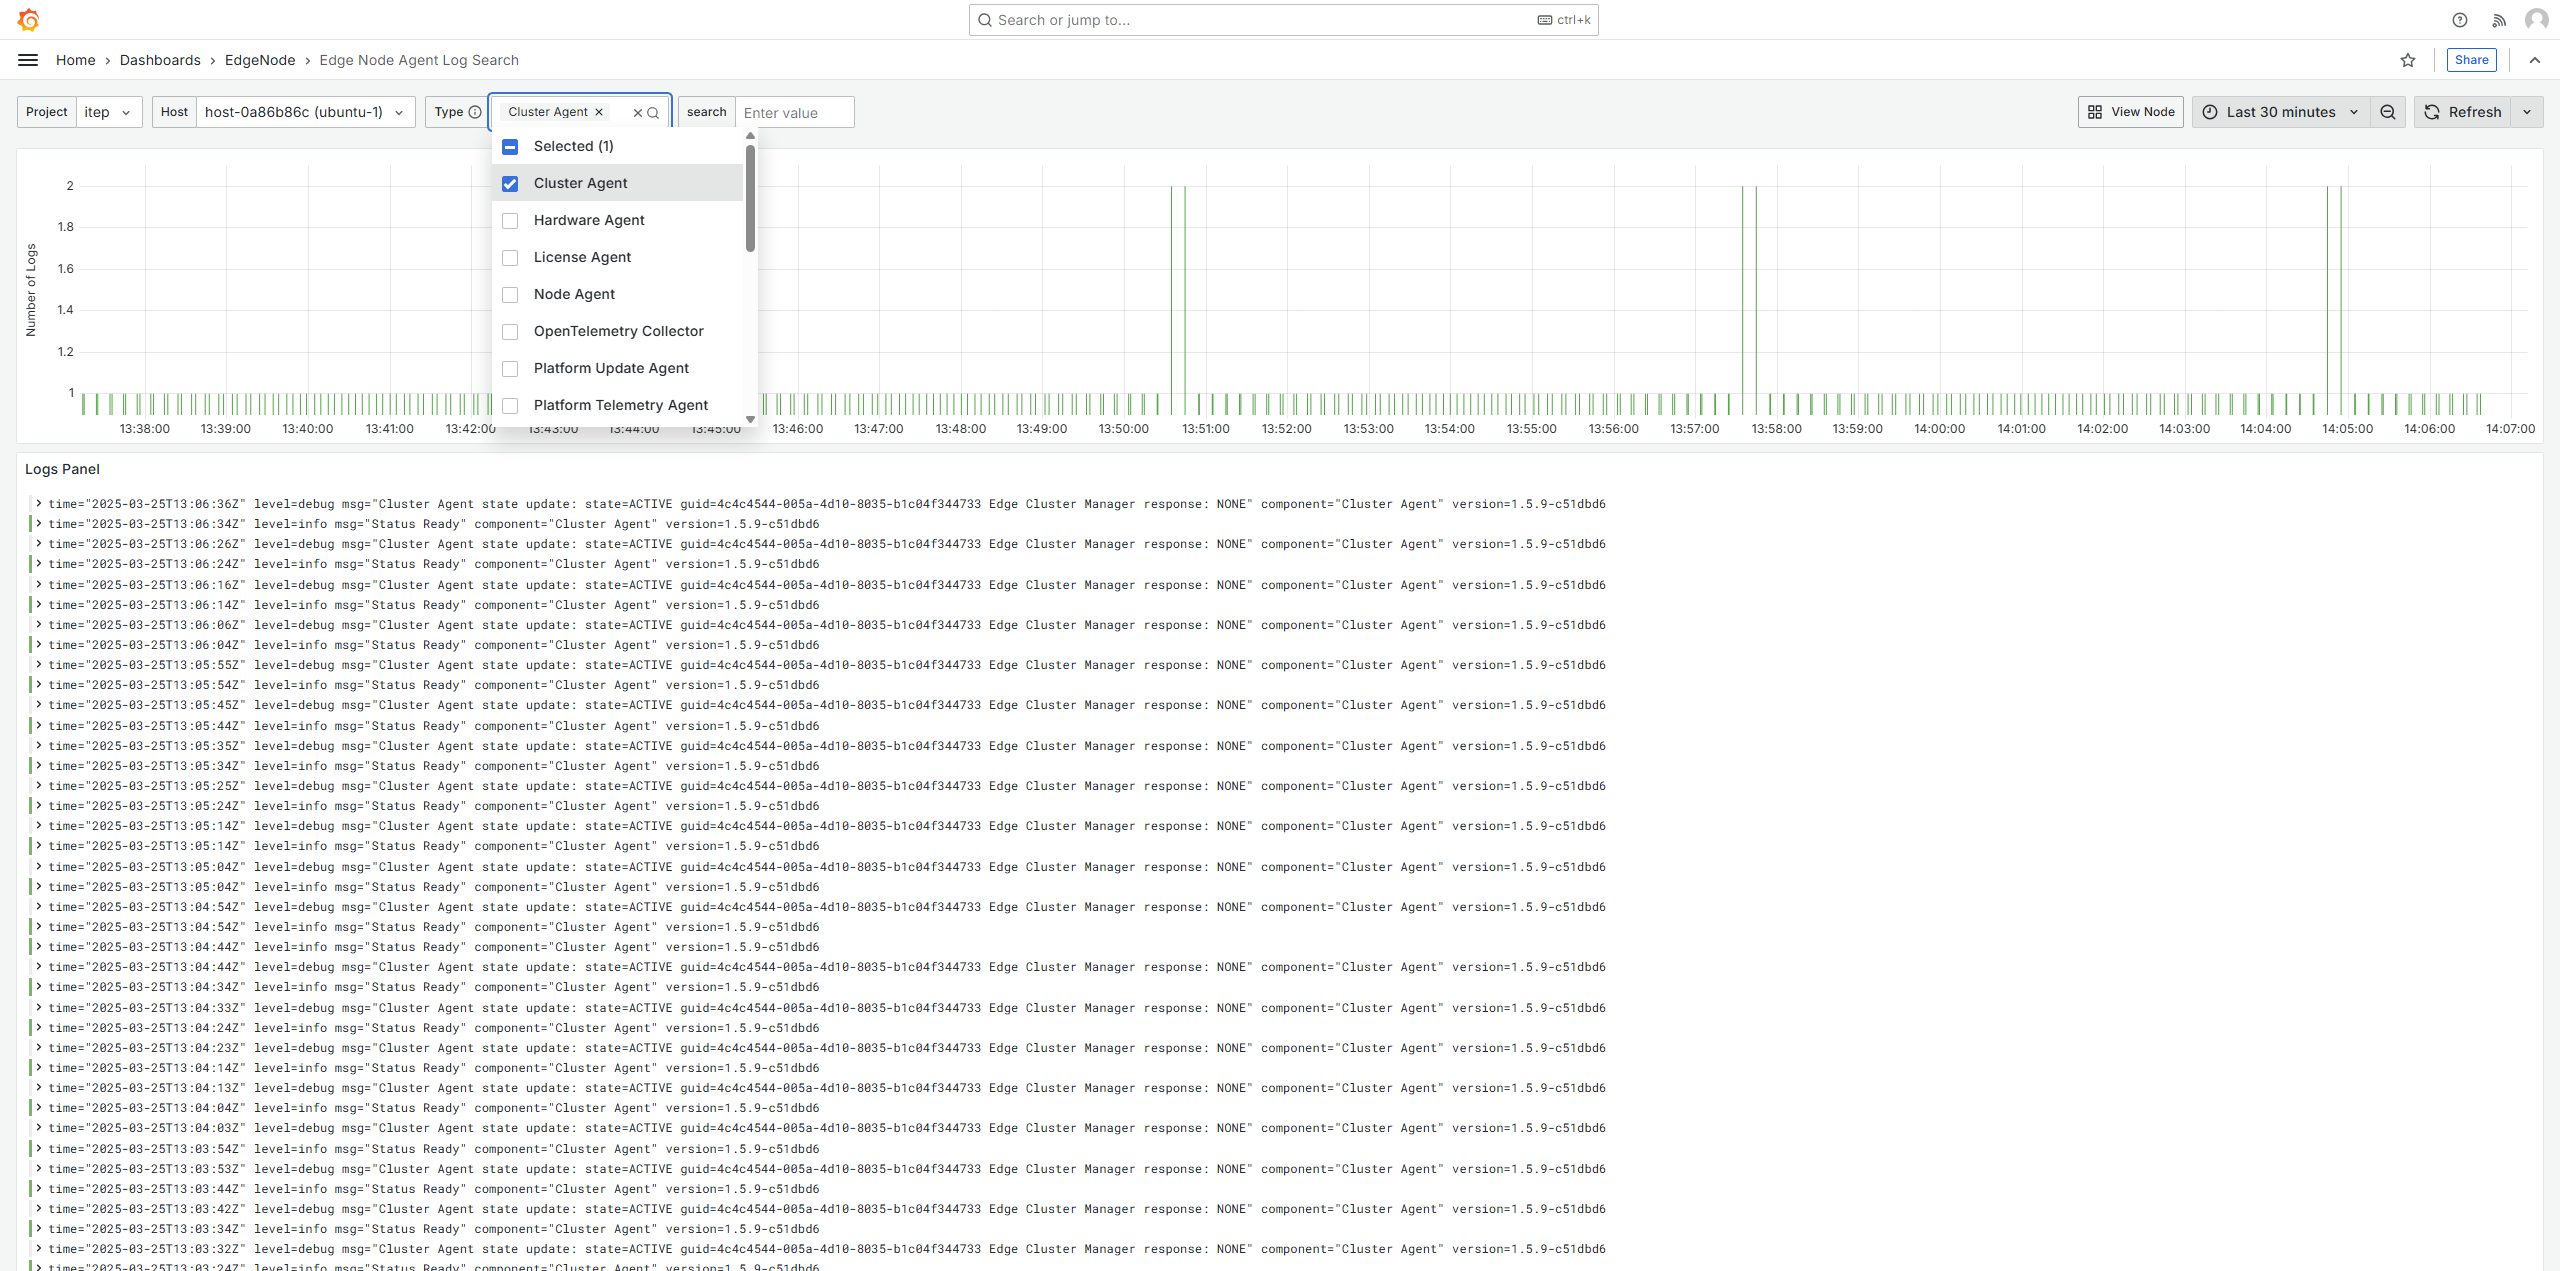 Search or jump to...
ctrl+k
Home › Dashboards › EdgeNode › Edge Node Agent Log Search
Share
Project itep
Host host-0a86b86c (ubuntu-1)
Type Cluster Agent
search Enter value
View Node
Last 30 minutes
Refresh
Selected (1)
Cluster Agent
Hardware Agent
License Agent
Node Agent
OpenTelemetry Collector
Platform Update Agent
Platform Telemetry Agent
Number of Logs
2
1.8
1.6
1.4
1.2
1
13:38:00 13:39:00 13:40:00 13:41:00 13:42:00 13:43:00 13:44:00 13:45:00 13:46:00 13:47:00 13:48:00 13:49:00 13:50:00 13:51:00 13:52:00 13:53:00 13:54:00 13:55:00 13:56:00 13:57:00 13:58:00 13:59:00 14:00:00 14:01:00 14:02:00 14:03:00 14:04:00 14:05:00 14:06:00 14:07:00
Logs Panel
time="2025-03-25T13:06:36Z" level=debug msg="Cluster Agent state update: state=ACTIVE guid=4c4c4544-005a-4d10-8035-b1c04f344733 Edge Cluster Manager response: NONE" component="Cluster Agent" version=1.5.9-c51dbd6
time="2025-03-25T13:06:34Z" level=info msg="Status Ready" component="Cluster Agent" version=1.5.9-c51dbd6
time="2025-03-25T13:06:26Z" level=debug msg="Cluster Agent state update: state=ACTIVE guid=4c4c4544-005a-4d10-8035-b1c04f344733 Edge Cluster Manager response: NONE" component="Cluster Agent" version=1.5.9-c51dbd6
time="2025-03-25T13:06:24Z" level=info msg="Status Ready" component="Cluster Agent" version=1.5.9-c51dbd6
time="2025-03-25T13:06:16Z" level=debug msg="Cluster Agent state update: state=ACTIVE guid=4c4c4544-005a-4d10-8035-b1c04f344733 Edge Cluster Manager response: NONE" component="Cluster Agent" version=1.5.9-c51dbd6
time="2025-03-25T13:06:14Z" level=info msg="Status Ready" component="Cluster Agent" version=1.5.9-c51dbd6
time="2025-03-25T13:06:06Z" level=debug msg="Cluster Agent state update: state=ACTIVE guid=4c4c4544-005a-4d10-8035-b1c04f344733 Edge Cluster Manager response: NONE" component="Cluster Agent" version=1.5.9-c51dbd6
time="2025-03-25T13:06:04Z" level=info msg="Status Ready" component="Cluster Agent" version=1.5.9-c51dbd6
time="2025-03-25T13:05:55Z" level=debug msg="Cluster Agent state update: state=ACTIVE guid=4c4c4544-005a-4d10-8035-b1c04f344733 Edge Cluster Manager response: NONE" component="Cluster Agent" version=1.5.9-c51dbd6
time="2025-03-25T13:05:54Z" level=info msg="Status Ready" component="Cluster Agent" version=1.5.9-c51dbd6
time="2025-03-25T13:05:45Z" level=debug msg="Cluster Agent state update: state=ACTIVE guid=4c4c4544-005a-4d10-8035-b1c04f344733 Edge Cluster Manager response: NONE" component="Cluster Agent" version=1.5.9-c51dbd6
time="2025-03-25T13:05:44Z" level=info msg="Status Ready" component="Cluster Agent" version=1.5.9-c51dbd6
time="2025-03-25T13:05:35Z" level=debug msg="Cluster Agent state update: state=ACTIVE guid=4c4c4544-005a-4d10-8035-b1c04f344733 Edge Cluster Manager response: NONE" component="Cluster Agent" version=1.5.9-c51dbd6
time="2025-03-25T13:05:34Z" level=info msg="Status Ready" component="Cluster Agent" version=1.5.9-c51dbd6
time="2025-03-25T13:05:25Z" level=debug msg="Cluster Agent state update: state=ACTIVE guid=4c4c4544-005a-4d10-8035-b1c04f344733 Edge Cluster Manager response: NONE" component="Cluster Agent" version=1.5.9-c51dbd6
time="2025-03-25T13:05:24Z" level=info msg="Status Ready" component="Cluster Agent" version=1.5.9-c51dbd6
time="2025-03-25T13:05:14Z" level=debug msg="Cluster Agent state update: state=ACTIVE guid=4c4c4544-005a-4d10-8035-b1c04f344733 Edge Cluster Manager response: NONE" component="Cluster Agent" version=1.5.9-c51dbd6
time="2025-03-25T13:05:14Z" level=info msg="Status Ready" component="Cluster Agent" version=1.5.9-c51dbd6
time="2025-03-25T13:05:04Z" level=debug msg="Cluster Agent state update: state=ACTIVE guid=4c4c4544-005a-4d10-8035-b1c04f344733 Edge Cluster Manager response: NONE" component="Cluster Agent" version=1.5.9-c51dbd6
time="2025-03-25T13:05:04Z" level=info msg="Status Ready" component="Cluster Agent" version=1.5.9-c51dbd6
time="2025-03-25T13:04:54Z" level=debug msg="Cluster Agent state update: state=ACTIVE guid=4c4c4544-005a-4d10-8035-b1c04f344733 Edge Cluster Manager response: NONE" component="Cluster Agent" version=1.5.9-c51dbd6
time="2025-03-25T13:04:54Z" level=info msg="Status Ready" component="Cluster Agent" version=1.5.9-c51dbd6
time="2025-03-25T13:04:44Z" level=info msg="Status Ready" component="Cluster Agent" version=1.5.9-c51dbd6
time="2025-03-25T13:04:44Z" level=debug msg="Cluster Agent state update: state=ACTIVE guid=4c4c4544-005a-4d10-8035-b1c04f344733 Edge Cluster Manager response: NONE" component="Cluster Agent" version=1.5.9-c51dbd6
time="2025-03-25T13:04:34Z" level=info msg="Status Ready" component="Cluster Agent" version=1.5.9-c51dbd6
time="2025-03-25T13:04:33Z" level=debug msg="Cluster Agent state update: state=ACTIVE guid=4c4c4544-005a-4d10-8035-b1c04f344733 Edge Cluster Manager response: NONE" component="Cluster Agent" version=1.5.9-c51dbd6
time="2025-03-25T13:04:24Z" level=info msg="Status Ready" component="Cluster Agent" version=1.5.9-c51dbd6
time="2025-03-25T13:04:23Z" level=debug msg="Cluster Agent state update: state=ACTIVE guid=4c4c4544-005a-4d10-8035-b1c04f344733 Edge Cluster Manager response: NONE" component="Cluster Agent" version=1.5.9-c51dbd6
time="2025-03-25T13:04:14Z" level=info msg="Status Ready" component="Cluster Agent" version=1.5.9-c51dbd6
time="2025-03-25T13:04:13Z" level=debug msg="Cluster Agent state update: state=ACTIVE guid=4c4c4544-005a-4d10-8035-b1c04f344733 Edge Cluster Manager response: NONE" component="Cluster Agent" version=1.5.9-c51dbd6
time="2025-03-25T13:04:04Z" level=info msg="Status Ready" component="Cluster Agent" version=1.5.9-c51dbd6
time="2025-03-25T13:04:03Z" level=debug msg="Cluster Agent state update: state=ACTIVE guid=4c4c4544-005a-4d10-8035-b1c04f344733 Edge Cluster Manager response: NONE" component="Cluster Agent" version=1.5.9-c51dbd6
time="2025-03-25T13:03:54Z" level=info msg="Status Ready" component="Cluster Agent" version=1.5.9-c51dbd6
time="2025-03-25T13:03:53Z" level=debug msg="Cluster Agent state update: state=ACTIVE guid=4c4c4544-005a-4d10-8035-b1c04f344733 Edge Cluster Manager response: NONE" component="Cluster Agent" version=1.5.9-c51dbd6
time="2025-03-25T13:03:44Z" level=info msg="Status Ready" component="Cluster Agent" version=1.5.9-c51dbd6
time="2025-03-25T13:03:42Z" level=debug msg="Cluster Agent state update: state=ACTIVE guid=4c4c4544-005a-4d10-8035-b1c04f344733 Edge Cluster Manager response: NONE" component="Cluster Agent" version=1.5.9-c51dbd6
time="2025-03-25T13:03:34Z" level=info msg="Status Ready" component="Cluster Agent" version=1.5.9-c51dbd6
time="2025-03-25T13:03:32Z" level=debug msg="Cluster Agent state update: state=ACTIVE guid=4c4c4544-005a-4d10-8035-b1c04f344733 Edge Cluster Manager response: NONE" component="Cluster Agent" version=1.5.9-c51dbd6
time="2025-03-25T13:03:24Z" level=info msg="Status Ready" component="Cluster Agent" version=1.5.9-c51dbd6